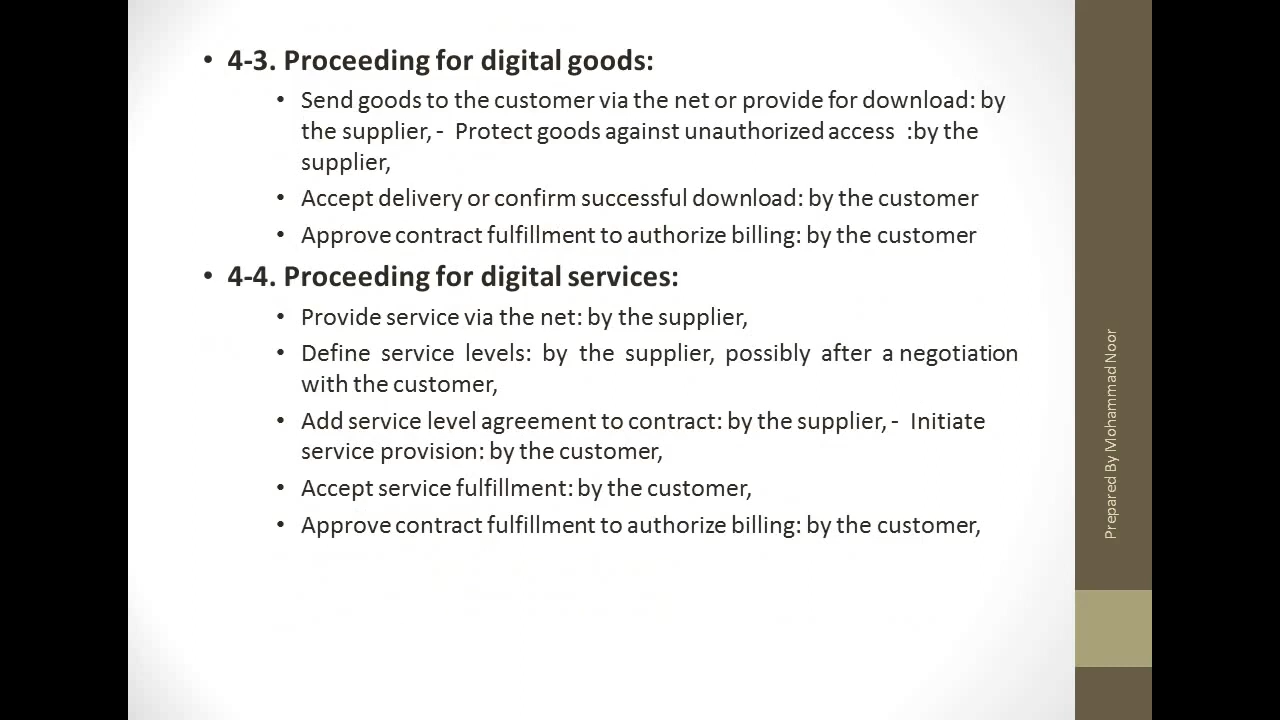 • 4-3. Proceeding for digital goods:
• Send goods to the customer via the net or provide for download: by
the supplier, - Protect goods against unauthorized access :by the
supplier,
• Accept delivery or confirm successful download: by the customer
• Approve contract fulfillment to authorize billing: by the customer
• 4-4. Proceeding for digital services:
• Provide service via the net: by the supplier,
• Define service levels: by the supplier, possibly after a negotiation
with the customer,
• Add service level agreement to contract: by the supplier, - Initiate
service provision: by the customer,
• Accept service fulfillment: by the customer,
• Approve contract fulfillment to authorize billing: by the customer,
Prepared By Mohammad Noor